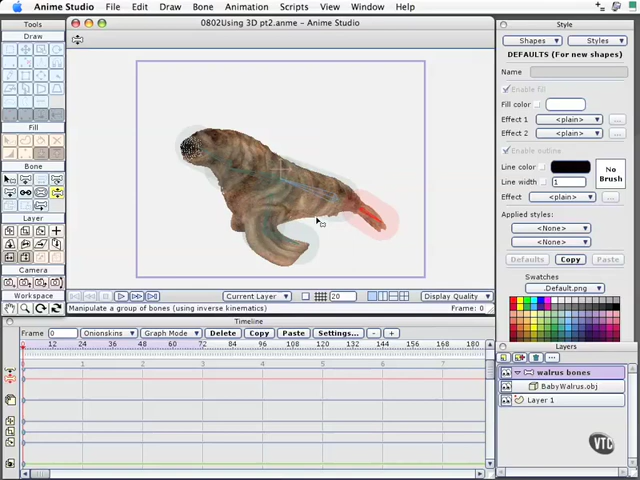 Anime Studio File Edit Draw Bone Animation Scripts View Window Help
0802Using 3D pt2.anme - Anime Studio
Tools
Draw
Fill
Bone
Layer
Camera
Workspace
Current Layer
20
Display Quality
Manipulate a group of bones (using inverse kinematics)
Frame: 0
Timeline
Frame 0 Onionskins Graph Mode Delete Copy Paste Settings... - +
0 12 24 36 48 60 72 84 96 108 120 132 144 156 168 180
1 2 3 4 5 6 7
Style
Shapes Styles
DEFAULTS (For new shapes)
Name
Enable fill
Fill color
Effect 1 <plain> ...
Effect 2 <plain> ...
Enable outline
Line color
Line width 1
No Brush
Effect <plain> ...
Applied styles:
<None>
<None>
Defaults Copy Paste
Swatches
.Default.png
Layers
walrus bones
BabyWalrus.obj
Layer 1
VTC